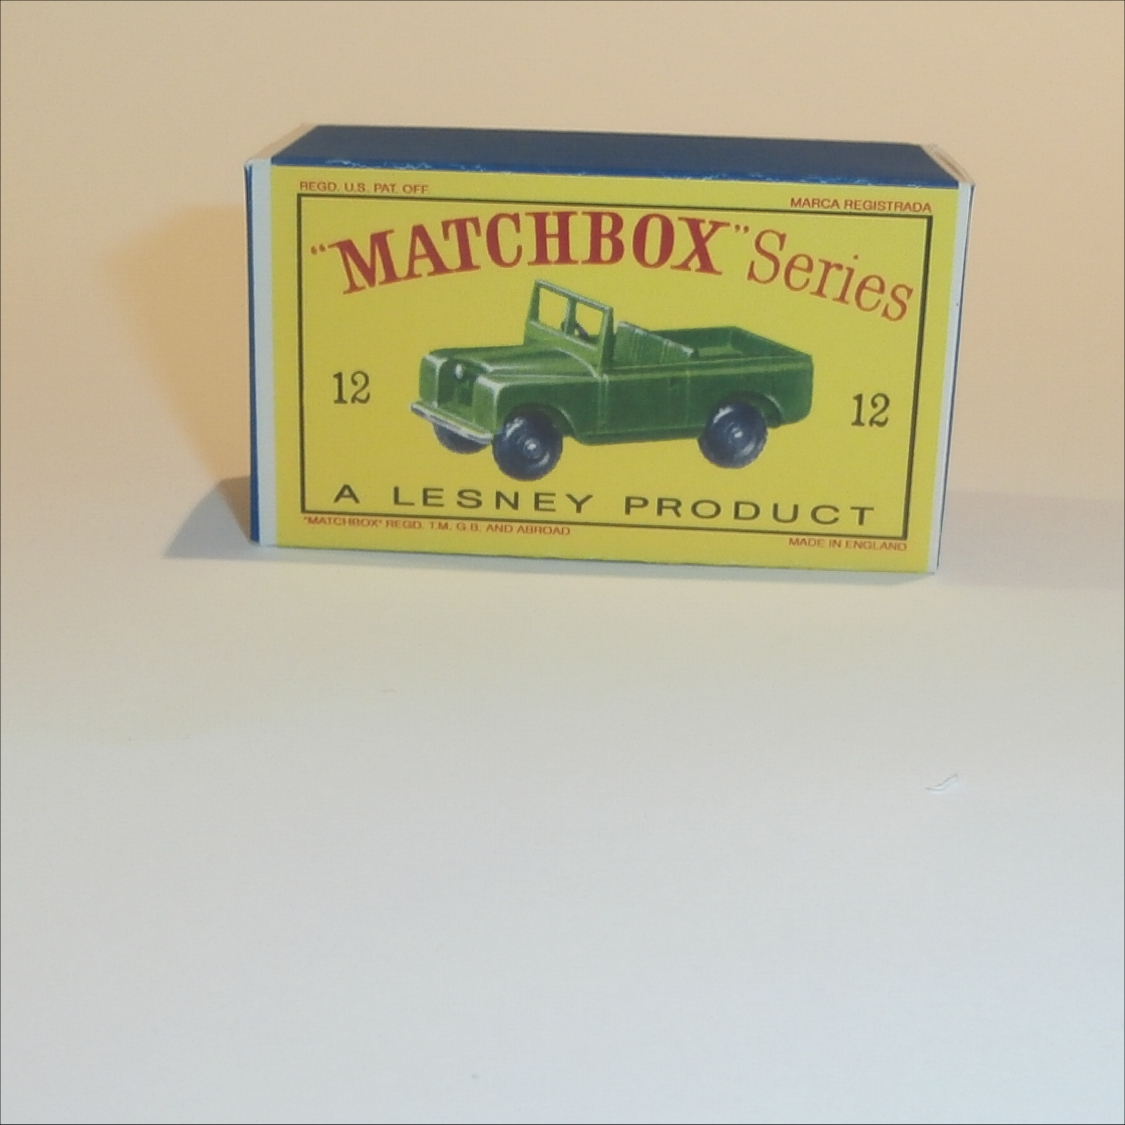 REGD. U.S. PAT. OFF.
MARCA REGISTRADA
"MATCHBOX" Series
12
12
A LESNEY PRODUCT
"MATCHBOX" REGD. T.M. G.B. AND ABROAD
MADE IN ENGLAND